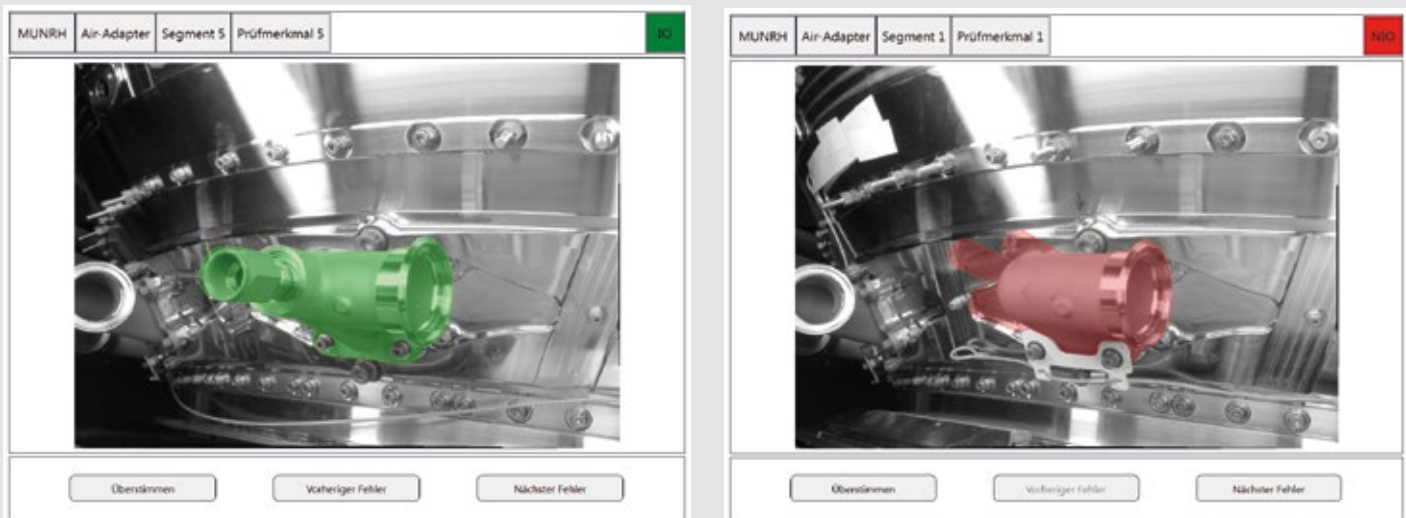 MUNRH Air-Adapter Segment 5 Prüfmerkmal 5 IO
Überstimmen Vorheriger Fehler Nächster Fehler
MUNRH Air-Adapter Segment 1 Prüfmerkmal 1 NIO
Überstimmen Vorheriger Fehler Nächster Fehler